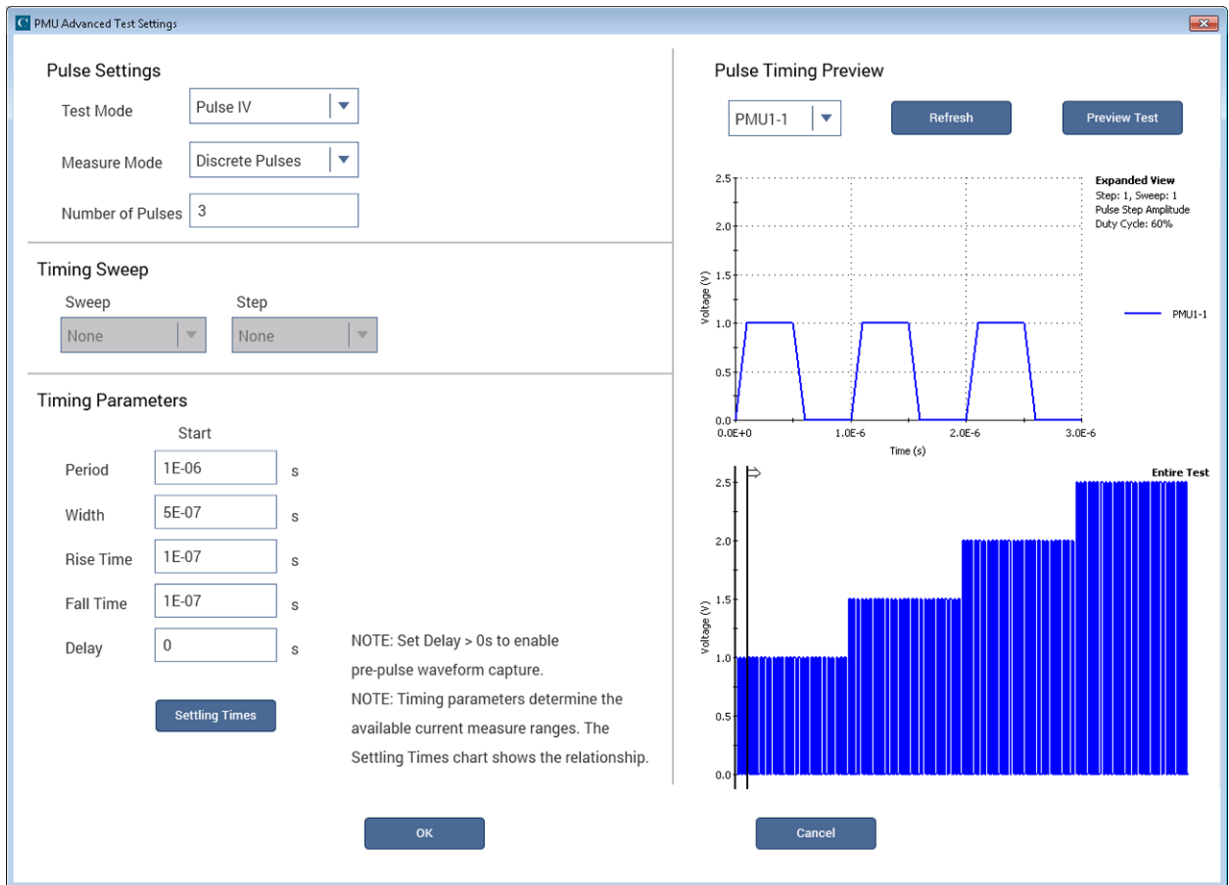 PMU Advanced Test Settings
Pulse Settings
Test Mode
Pulse IV
Measure Mode
Discrete Pulses
Number of Pulses
3
Timing Sweep
Sweep
Step
None
None
Timing Parameters
Start
Period
1E-06
s
Width
5E-07
s
Rise Time
1E-07
s
Fall Time
1E-07
s
Delay
0
s
Settling Times
NOTE: Set Delay > 0s to enable
pre-pulse waveform capture.
NOTE: Timing parameters determine the
available current measure ranges. The
Settling Times chart shows the relationship.
Pulse Timing Preview
PMU1-1
Refresh
Preview Test
Expanded View
Step: 1, Sweep: 1
Pulse Step Amplitude
Duty Cycle: 60%
PMU1-1
2.5
2.0
1.5
1.0
0.5
0.0
Voltage (V)
0.0E+0
1.0E-6
2.0E-6
3.0E-6
Time (s)
Entire Test
2.5
2.0
1.5
1.0
0.5
0.0
Voltage (V)
OK
Cancel